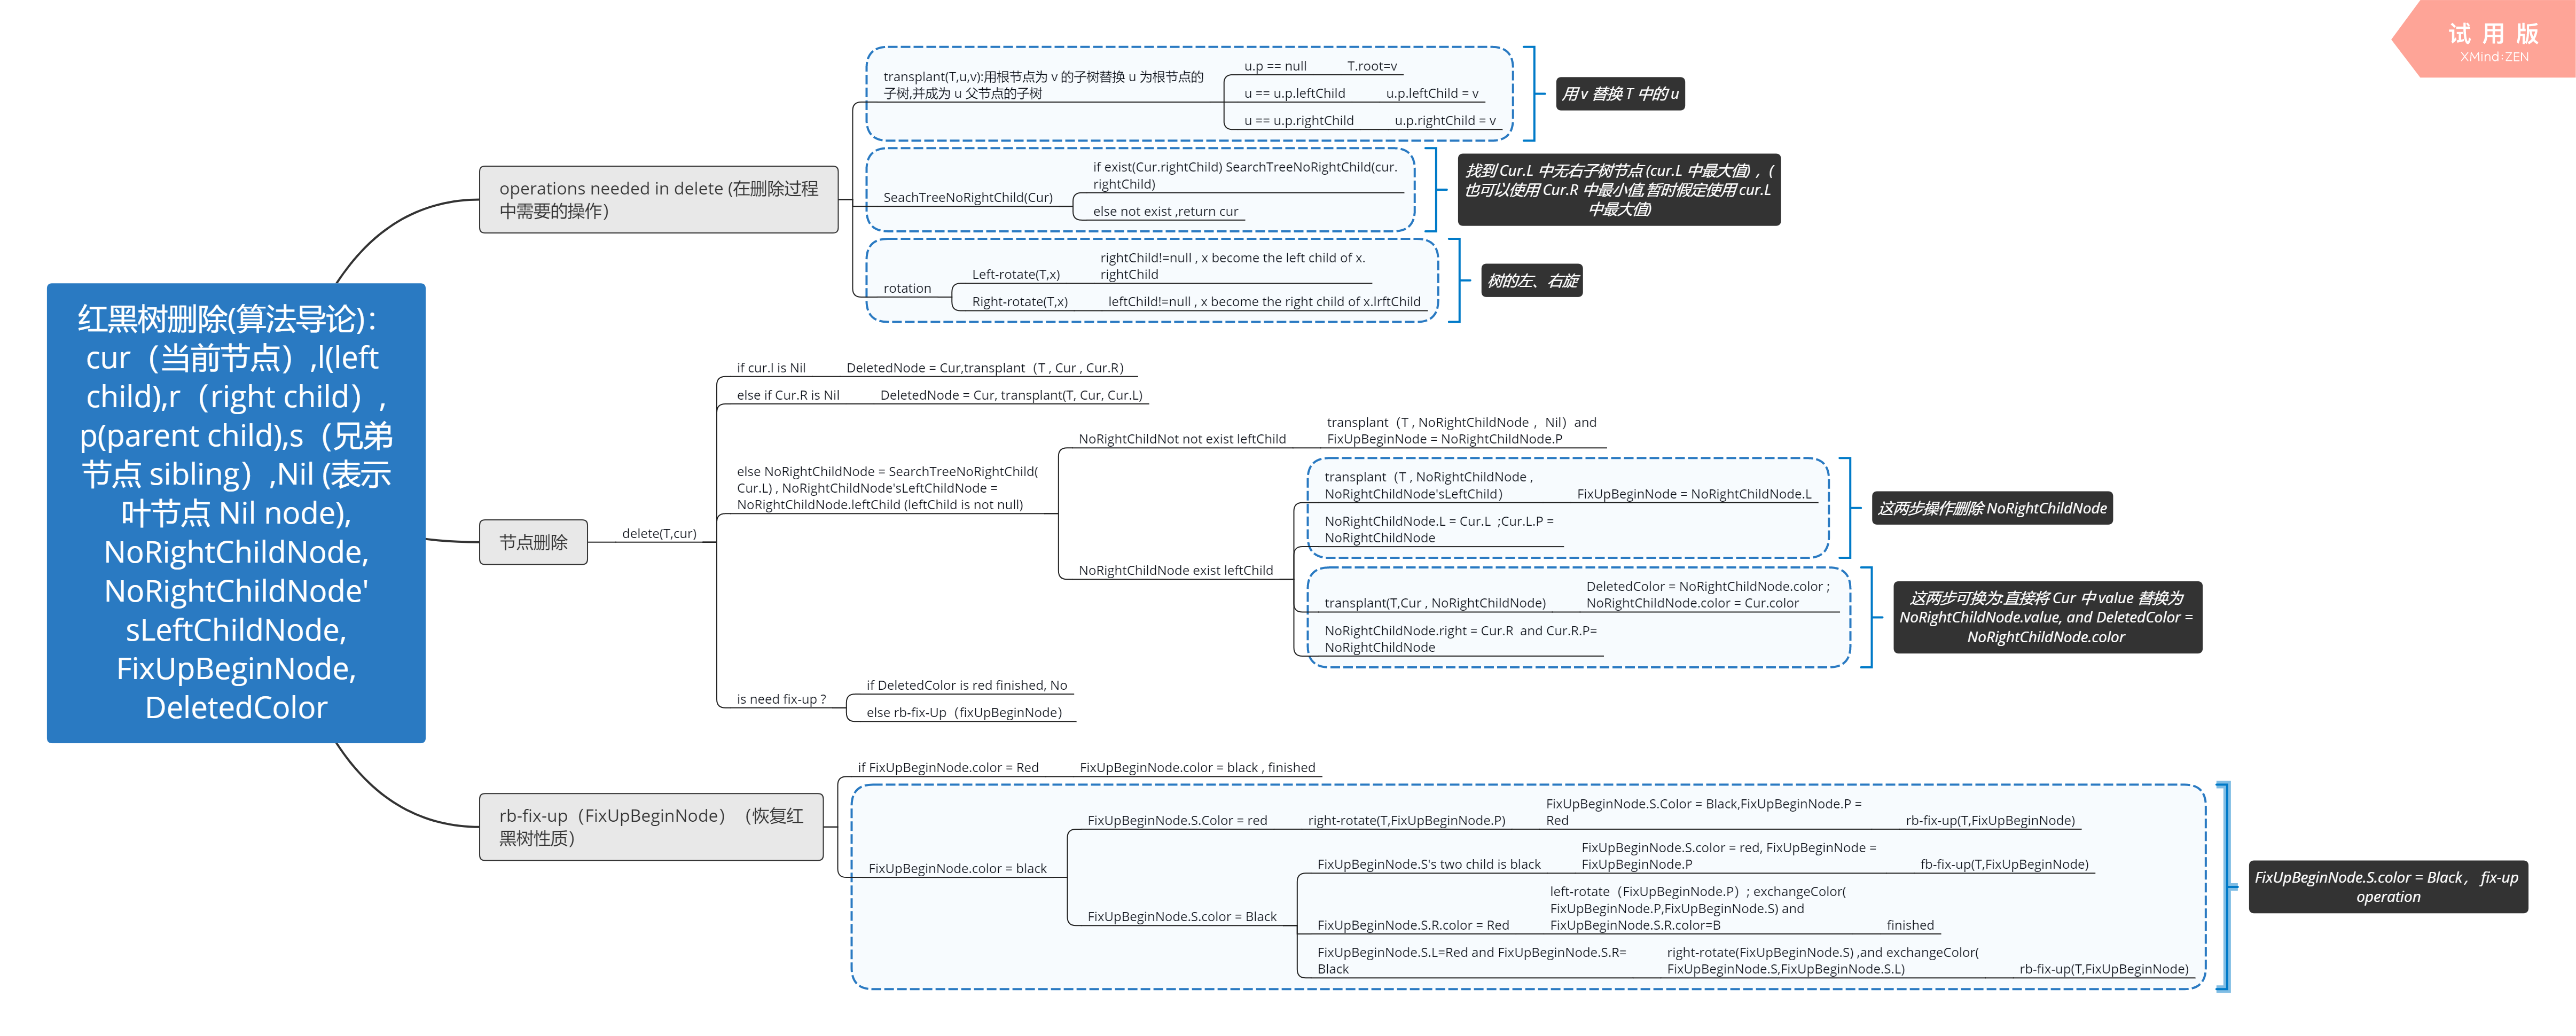 试 用 版
XMind:ZEN
红黑树删除(算法导论)：
cur（当前节点）,l(left
child),r（right child）,
p(parent child),s（兄弟
节点 sibling）,Nil (表示
叶节点 Nil node),
NoRightChildNode,
NoRightChildNode'
sLeftChildNode,
FixUpBeginNode,
DeletedColor
operations needed in delete (在删除过程
中需要的操作)
transplant(T,u,v):用根节点为 v 的子树替换 u 为根节点的
子树,并成为 u 父节点的子树
u.p == null
T.root=v
u == u.p.leftChild
u.p.leftChild = v
u == u.p.rightChild
u.p.rightChild = v
用 v 替换 T 中的 u
SeachTreeNoRightChild(Cur)
if exist(Cur.rightChild) SearchTreeNoRightChild(cur.
rightChild)
else not exist ,return cur
找到 Cur.L 中无右子树节点 (cur.L 中最大值) ，(
也可以使用 Cur.R 中最小值,暂时假定使用 cur.L
中最大值)
rotation
Left-rotate(T,x)
rightChild!=null , x become the left child of x.
rightChild
Right-rotate(T,x)
leftChild!=null , x become the right child of x.lrftChild
树的左、右旋
节点删除
delete(T,cur)
if cur.l is Nil
DeletedNode = Cur,transplant（T , Cur , Cur.R）
else if Cur.R is Nil
DeletedNode = Cur, transplant(T, Cur, Cur.L)
else NoRightChildNode = SearchTreeNoRightChild(
Cur.L) , NoRightChildNode'sLeftChildNode =
NoRightChildNode.leftChild (leftChild is not null)
NoRightChildNot not exist leftChild
transplant（T , NoRightChildNode ，Nil）and
FixUpBeginNode = NoRightChildNode.P
NoRightChildNode exist leftChild
transplant（T , NoRightChildNode ,
NoRightChildNode'sLeftChild）
FixUpBeginNode = NoRightChildNode.L
NoRightChildNode.L = Cur.L  ;Cur.L.P =
NoRightChildNode
这两步操作删除 NoRightChildNode
transplant(T,Cur , NoRightChildNode)
DeletedColor = NoRightChildNode.color ;
NoRightChildNode.color = Cur.color
NoRightChildNode.right = Cur.R  and Cur.R.P=
NoRightChildNode
这两步可换为:直接将 Cur 中 value 替换为
NoRightChildNode.value, and DeletedColor =
NoRightChildNode.color
is need fix-up ?
if DeletedColor is red finished, No
else rb-fix-Up（fixUpBeginNode）
rb-fix-up（FixUpBeginNode）（恢复红
黑树性质）
if FixUpBeginNode.color = Red
FixUpBeginNode.color = black , finished
FixUpBeginNode.color = black
FixUpBeginNode.S.Color = red
right-rotate(T,FixUpBeginNode.P)
FixUpBeginNode.S.Color = Black,FixUpBeginNode.P =
Red
rb-fix-up(T,FixUpBeginNode)
FixUpBeginNode.S.color = Black
FixUpBeginNode.S's two child is black
FixUpBeginNode.S.color = red, FixUpBeginNode =
FixUpBeginNode.P
fb-fix-up(T,FixUpBeginNode)
FixUpBeginNode.S.R.color = Red
left-rotate（FixUpBeginNode.P）; exchangeColor(
FixUpBeginNode.P,FixUpBeginNode.S) and
FixUpBeginNode.S.R.color=B
finished
FixUpBeginNode.S.L=Red and FixUpBeginNode.S.R=
Black
right-rotate(FixUpBeginNode.S) ,and exchangeColor(
FixUpBeginNode.S,FixUpBeginNode.S.L)
rb-fix-up(T,FixUpBeginNode)
FixUpBeginNode.S.color = Black， fix-up
operation